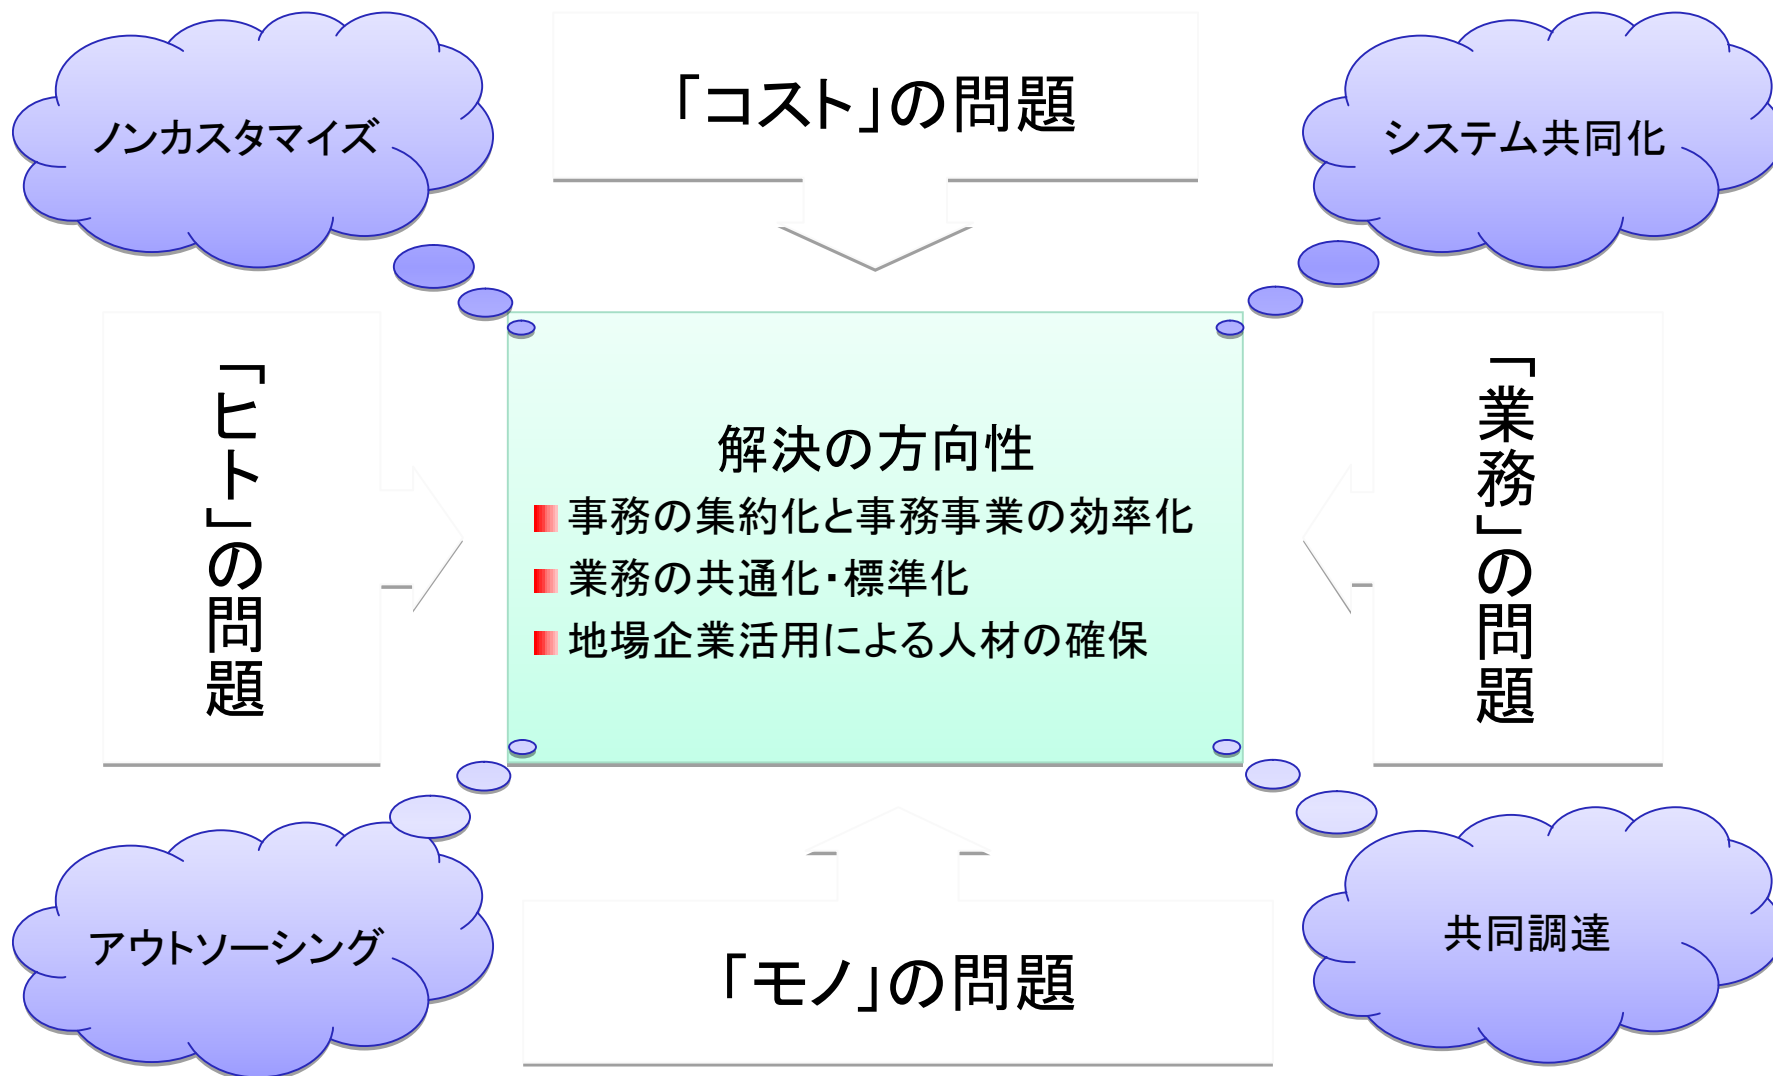 「コスト」の問題
ノンカスタマイズ
システム共同化
「ヒト」の問題
解決の方向性
事務の集約化と事務事業の効率化
業務の共通化・標準化
地場企業活用による人材の確保
「業務」の問題
アウトソーシング
共同調達
「モノ」の問題